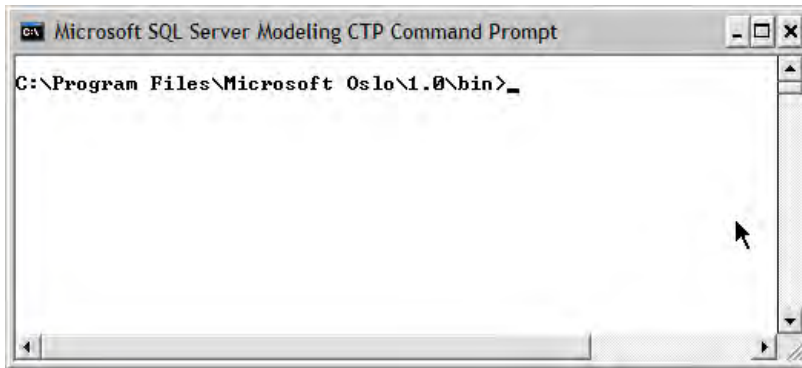 Microsoft SQL Server Modeling CTP Command Prompt
C:\Program Files\Microsoft Oslo\1.0\bin>_